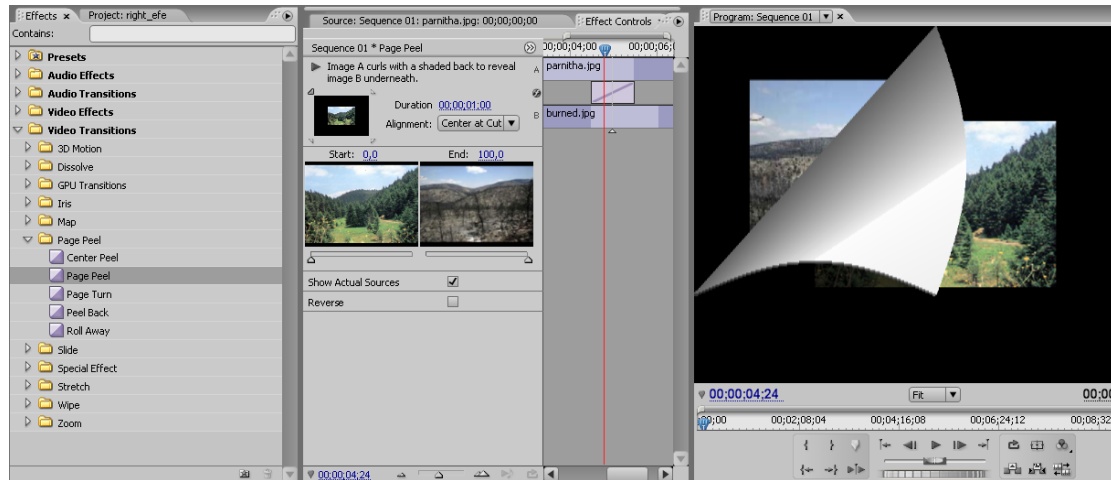 Effects
Project: right_efe
Contains:
Presets
Audio Effects
Audio Transitions
Video Effects
Video Transitions
3D Motion
Dissolve
GPU Transitions
Iris
Map
Page Peel
Center Peel
Page Peel
Page Turn
Peel Back
Roll Away
Slide
Special Effect
Stretch
Wipe
Zoom
Source: Sequence 01: parnitha.jpg: 00;00;00;00
Effect Controls
Sequence 01 * Page Peel
Image A curls with a shaded back to reveal
image B underneath.
Duration 00;00;01;00
Alignment: Center at Cut
Start: 0,0 End: 100,0
Show Actual Sources
Reverse
00;00;04;24
00;00;04;00 00;00;06;
A parnitha.jpg
B burned.jpg
Program: Sequence 01
00;00;04;24 Fit 00;00
00;02;08;04 00;04;16;08 00;06;24;12 00;08;32